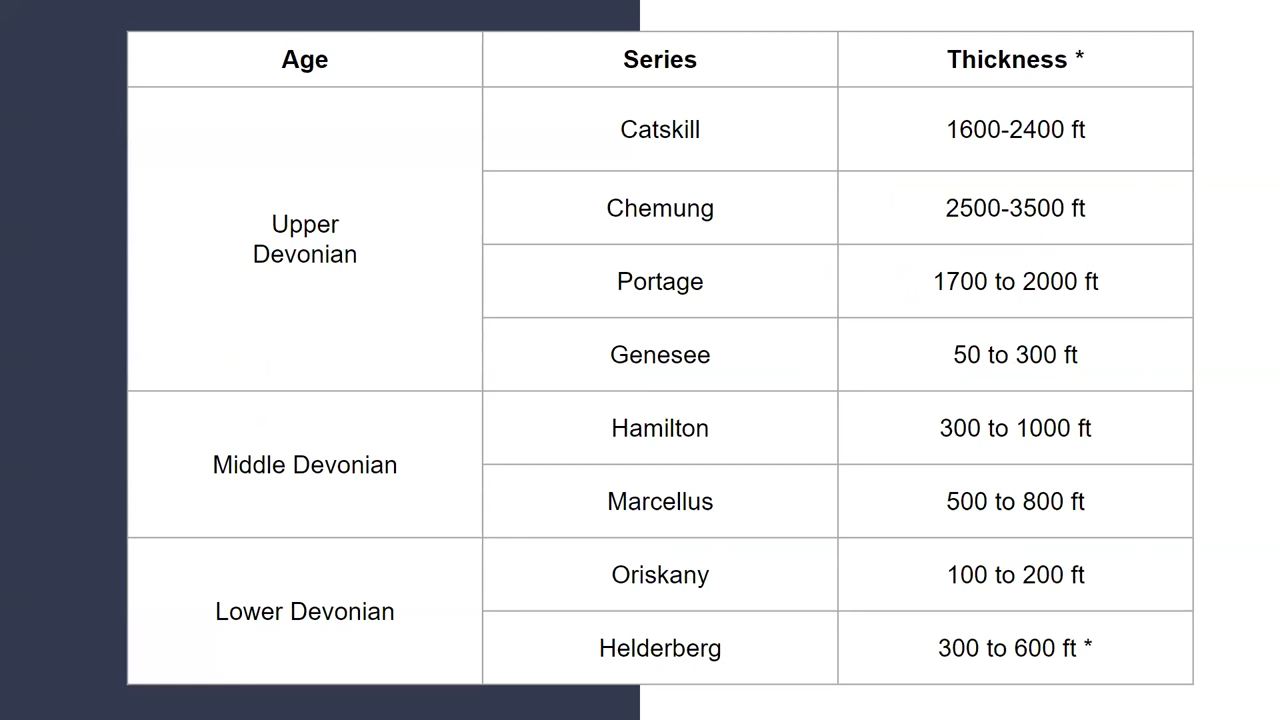 Age Series Thickness *
Upper
Devonian
Catskill 1600-2400 ft
Chemung 2500-3500 ft
Portage 1700 to 2000 ft
Genesee 50 to 300 ft
Middle Devonian
Hamilton 300 to 1000 ft
Marcellus 500 to 800 ft
Lower Devonian
Oriskany 100 to 200 ft
Helderberg 300 to 600 ft *